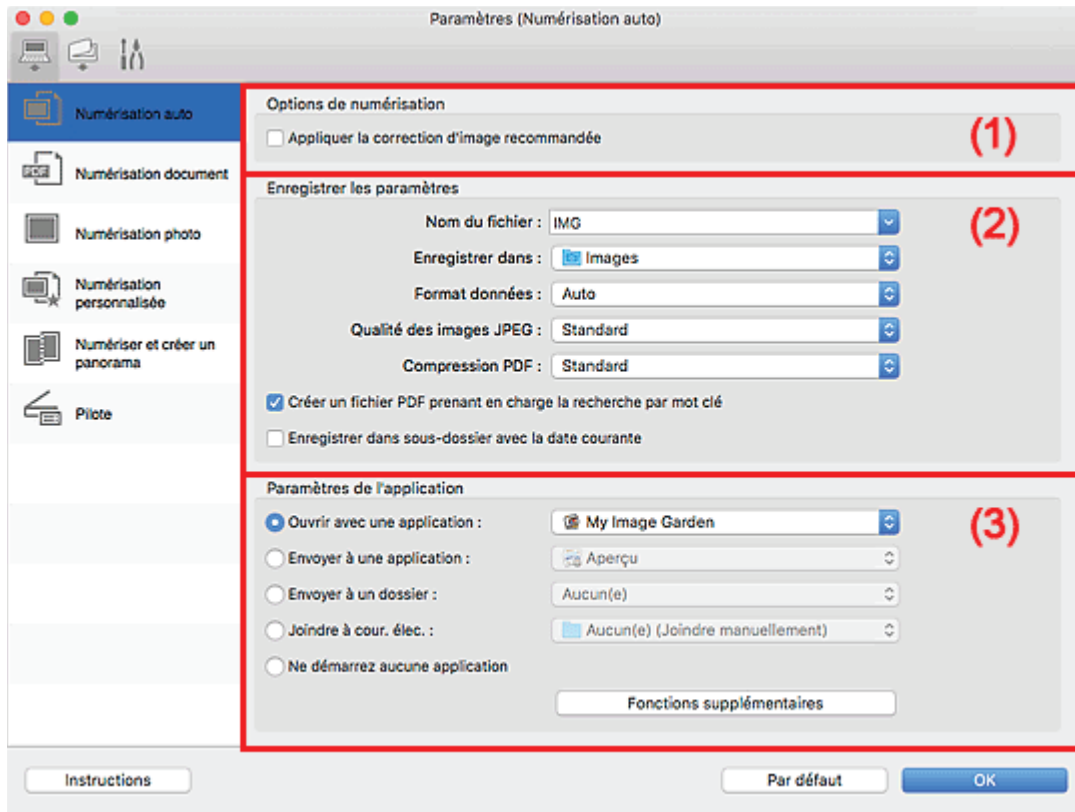 Paramètres (Numérisation auto)
Numérisation auto
PDF
Numérisation document
Numérisation photo
Numérisation
personnalisée
Numériser et créer un
panorama
Pilote
Options de numérisation
Appliquer la correction d'image recommandée
(1)
Enregistrer les paramètres
(2)
Nom du fichier : IMG
Enregistrer dans : Images
Format données : Auto
Qualité des images JPEG : Standard
Compression PDF : Standard
Créer un fichier PDF prenant en charge la recherche par mot clé
Enregistrer dans sous-dossier avec la date courante
Paramètres de l'application
(3)
Ouvrir avec une application : My Image Garden
Envoyer à une application : Aperçu
Envoyer à un dossier : Aucun(e)
Joindre à cour. élec. : Aucun(e) (Joindre manuellement)
Ne démarrez aucune application
Fonctions supplémentaires
Instructions
Par défaut
OK